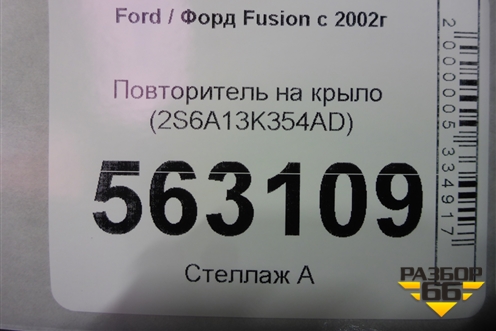 Ford / Форд Fusion с 2002г
Повторитель на крыло
(2S6A13K354AD)
563109
Стеллаж А
2000005334917
РАЗБОР
66